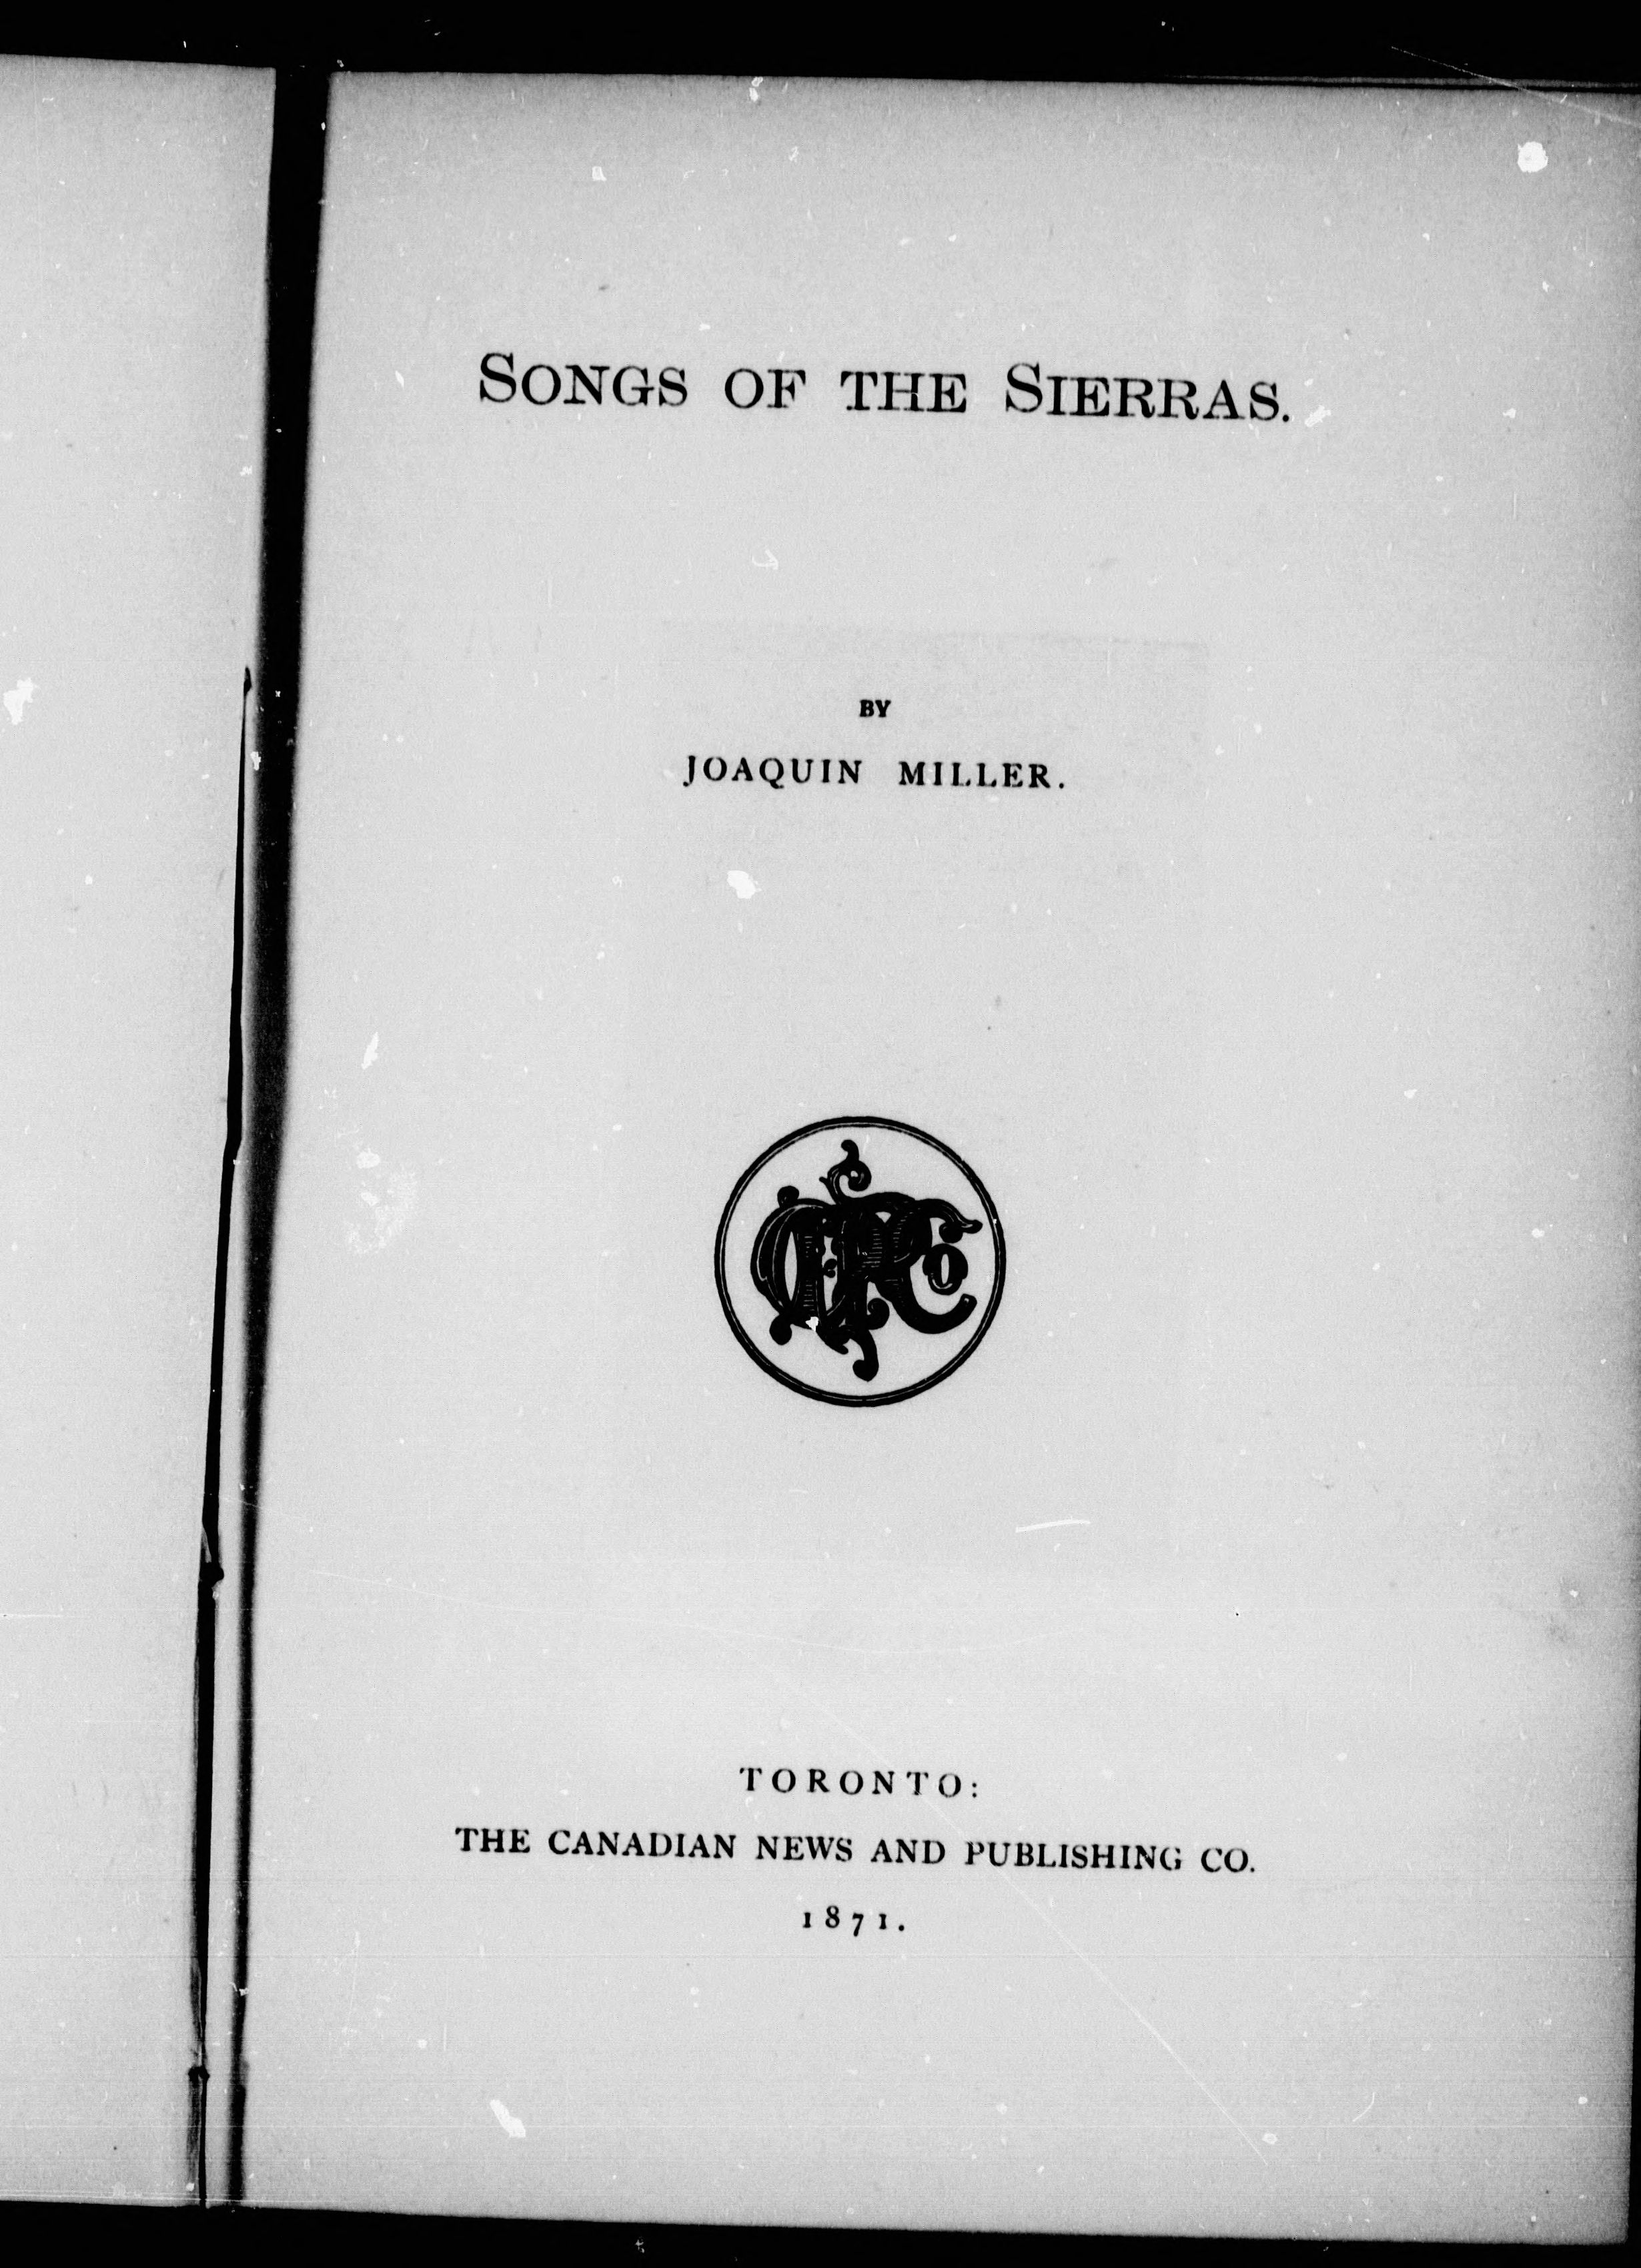 SONGS OF THE SIERRAS.
BY
JOAQUIN MILLER.
TORONTO:
THE CANADIAN NEWS AND PUBLISHING CO.
1871.